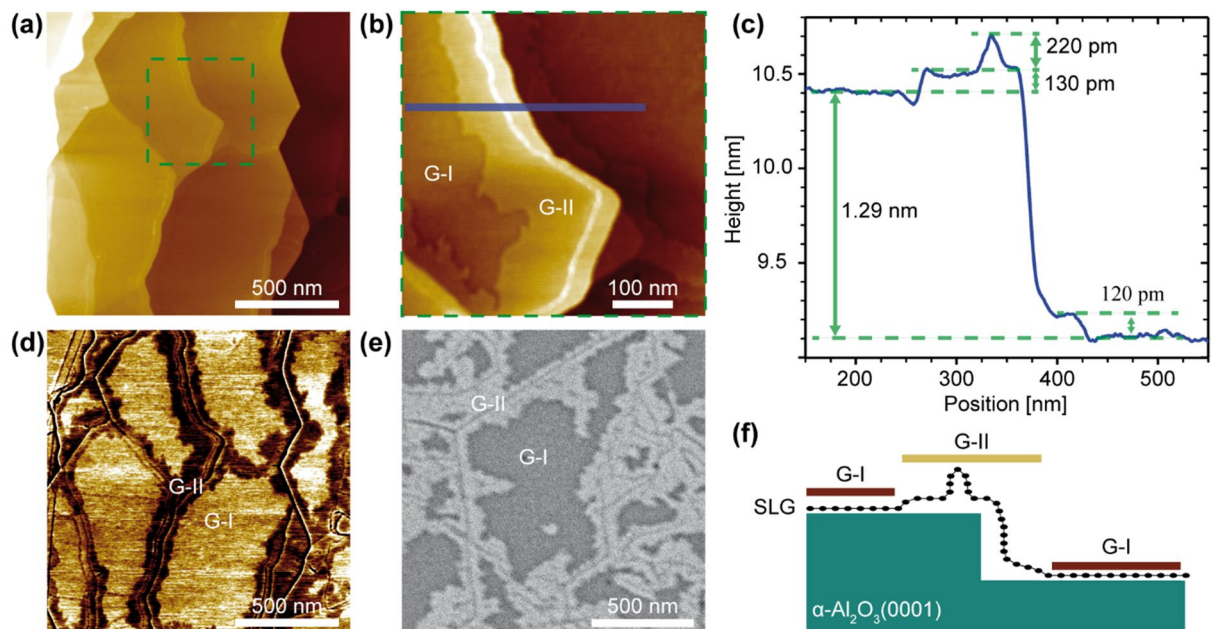 (a)
500 nm
(b)
G-I
G-II
100 nm
(c)
Height [nm]
10.5
10.0
9.5
220 pm
130 pm
1.29 nm
120 pm
200 300 400 500
Position [nm]
(d)
G-II
G-I
500 nm
(e)
G-II
G-I
500 nm
(f)
G-II
G-I
SLG
G-I
α-Al₂O₃(0001)